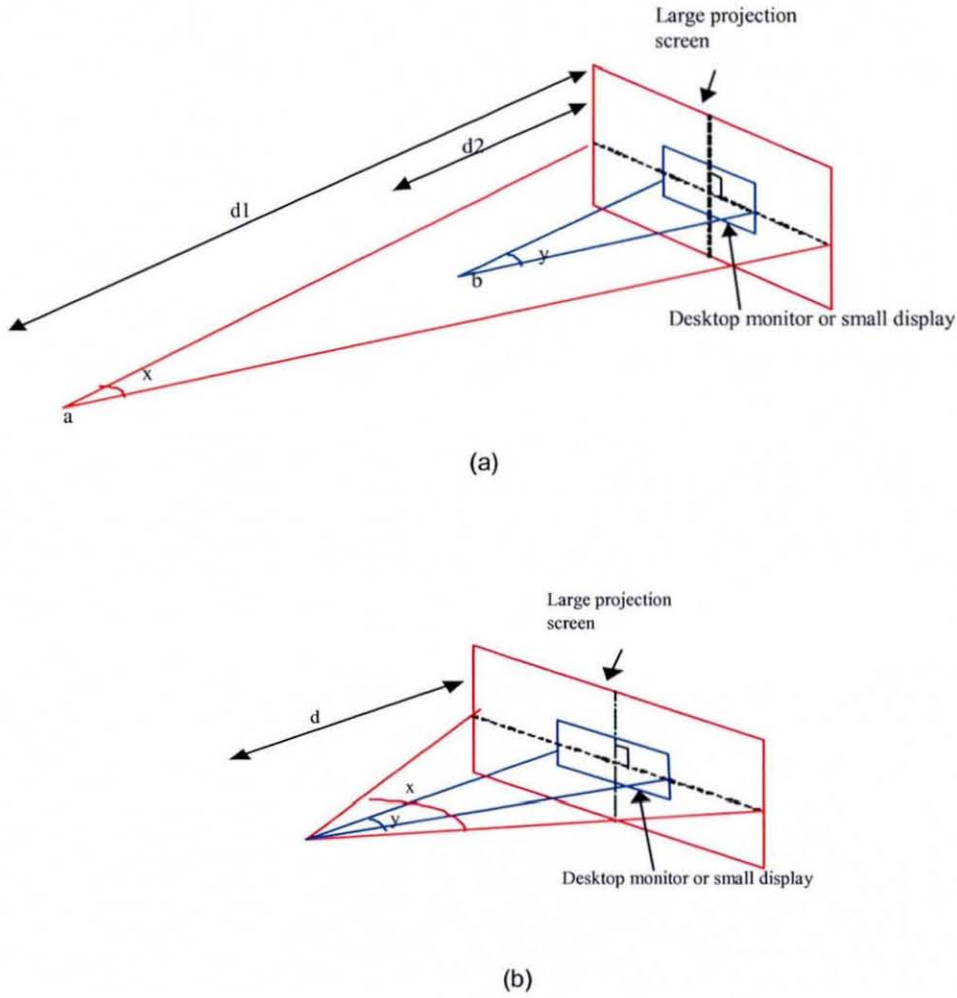 Large projection
screen
d2
d1
y
b
Desktop monitor or small display
x
a
(a)
Large projection
screen
d
x
y
Desktop monitor or small display
(b)